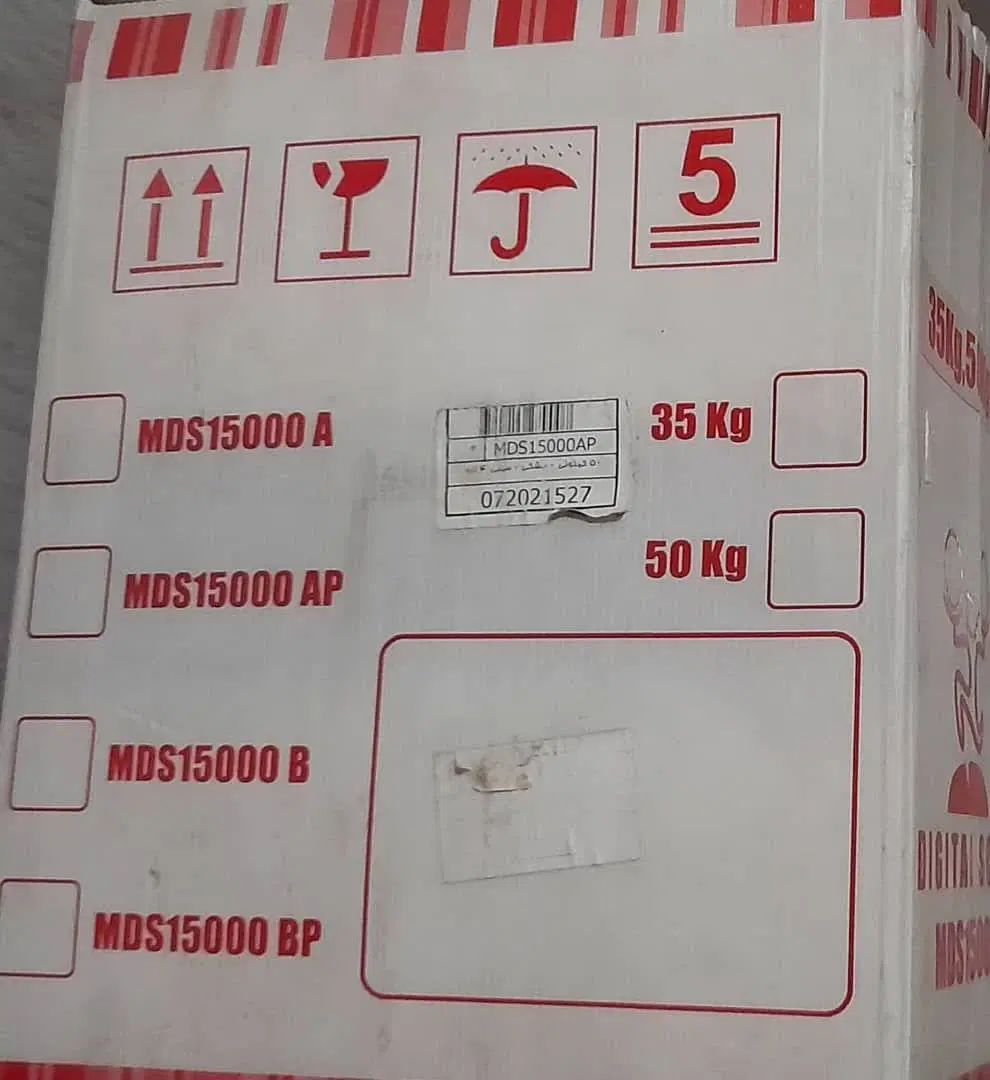 5
35Kg,5
MDS15000 A
MDS15000AP
072021527
35 Kg
MDS15000 AP
50 Kg
MDS15000 B
MDS15000 BP
DIGITAL
MDS1500